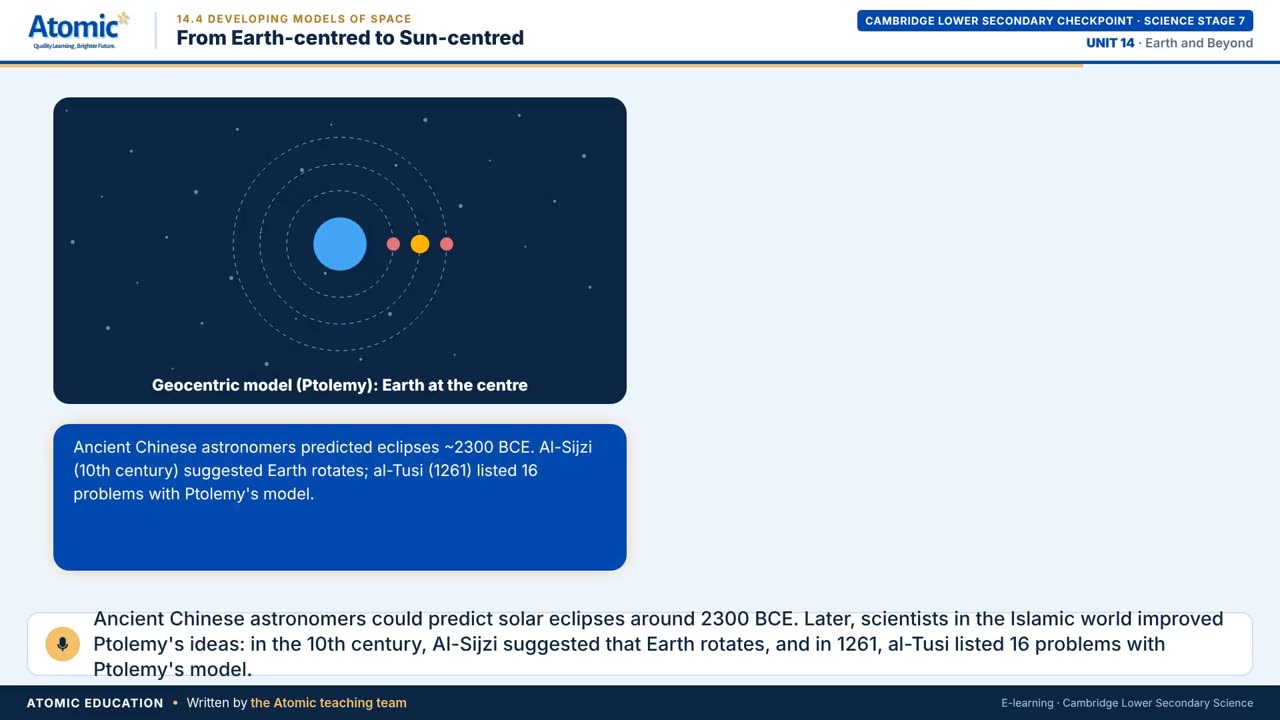 Atomic
Quality Learning, Brighter Future.
14.4 DEVELOPING MODELS OF SPACE
From Earth-centred to Sun-centred
CAMBRIDGE LOWER SECONDARY CHECKPOINT · SCIENCE STAGE 7
UNIT 14 · Earth and Beyond
Geocentric model (Ptolemy): Earth at the centre
Ancient Chinese astronomers predicted eclipses ~2300 BCE. Al-Sijzi
(10th century) suggested Earth rotates; al-Tusi (1261) listed 16
problems with Ptolemy's model.
Ancient Chinese astronomers could predict solar eclipses around 2300 BCE. Later, scientists in the Islamic world improved
Ptolemy's ideas: in the 10th century, Al-Sijzi suggested that Earth rotates, and in 1261, al-Tusi listed 16 problems with
Ptolemy's model.
ATOMIC EDUCATION • Written by the Atomic teaching team
E-learning · Cambridge Lower Secondary Science